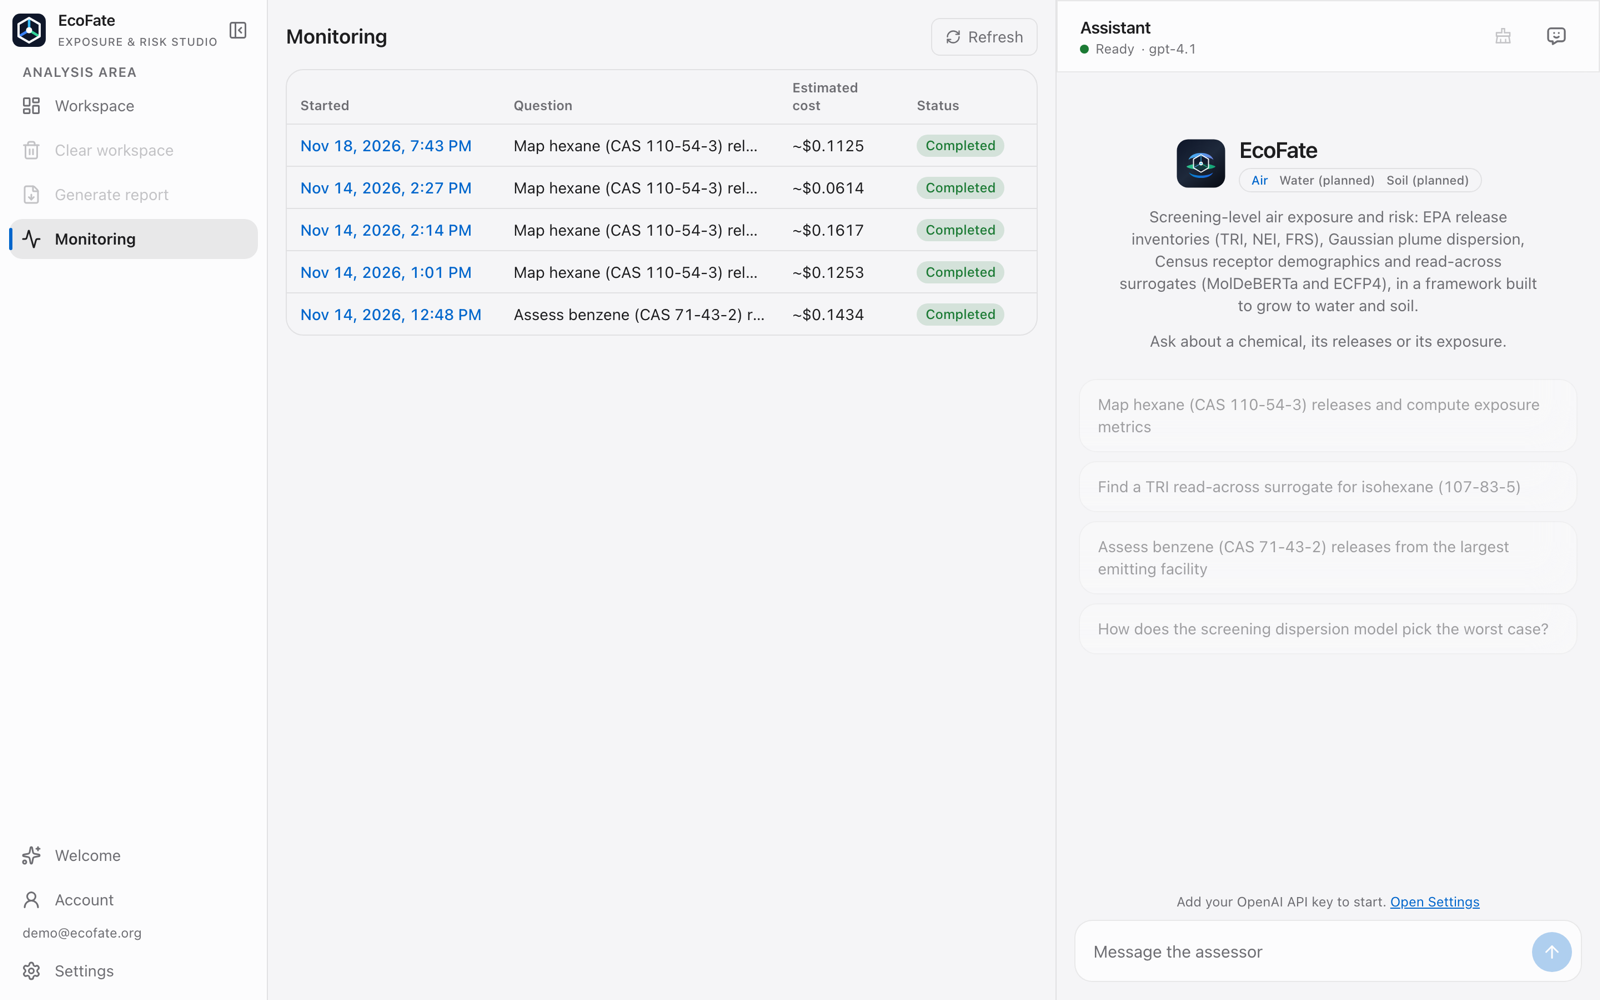 EcoFate
EXPOSURE & RISK STUDIO
ANALYSIS AREA
Workspace
Clear workspace
Generate report
Monitoring
Welcome
Account
demo@ecofate.org
Settings
Monitoring
Refresh
Started Question Estimated cost Status
Nov 18, 2026, 7:43 PM Map hexane (CAS 110-54-3) rel... ~$0.1125 Completed
Nov 14, 2026, 2:27 PM Map hexane (CAS 110-54-3) rel... ~$0.0614 Completed
Nov 14, 2026, 2:14 PM Map hexane (CAS 110-54-3) rel... ~$0.1617 Completed
Nov 14, 2026, 1:01 PM Map hexane (CAS 110-54-3) rel... ~$0.1253 Completed
Nov 14, 2026, 12:48 PM Assess benzene (CAS 71-43-2) r... ~$0.1434 Completed
Assistant
Ready · gpt-4.1
EcoFate
Air Water (planned) Soil (planned)
Screening-level air exposure and risk: EPA release
inventories (TRI, NEI, FRS), Gaussian plume dispersion,
Census receptor demographics and read-across
surrogates (MolDeBERTa and ECFP4), in a framework built
to grow to water and soil.
Ask about a chemical, its releases or its exposure.
Map hexane (CAS 110-54-3) releases and compute exposure
metrics
Find a TRI read-across surrogate for isohexane (107-83-5)
Assess benzene (CAS 71-43-2) releases from the largest
emitting facility
How does the screening dispersion model pick the worst case?
Add your OpenAI API key to start. Open Settings
Message the assessor